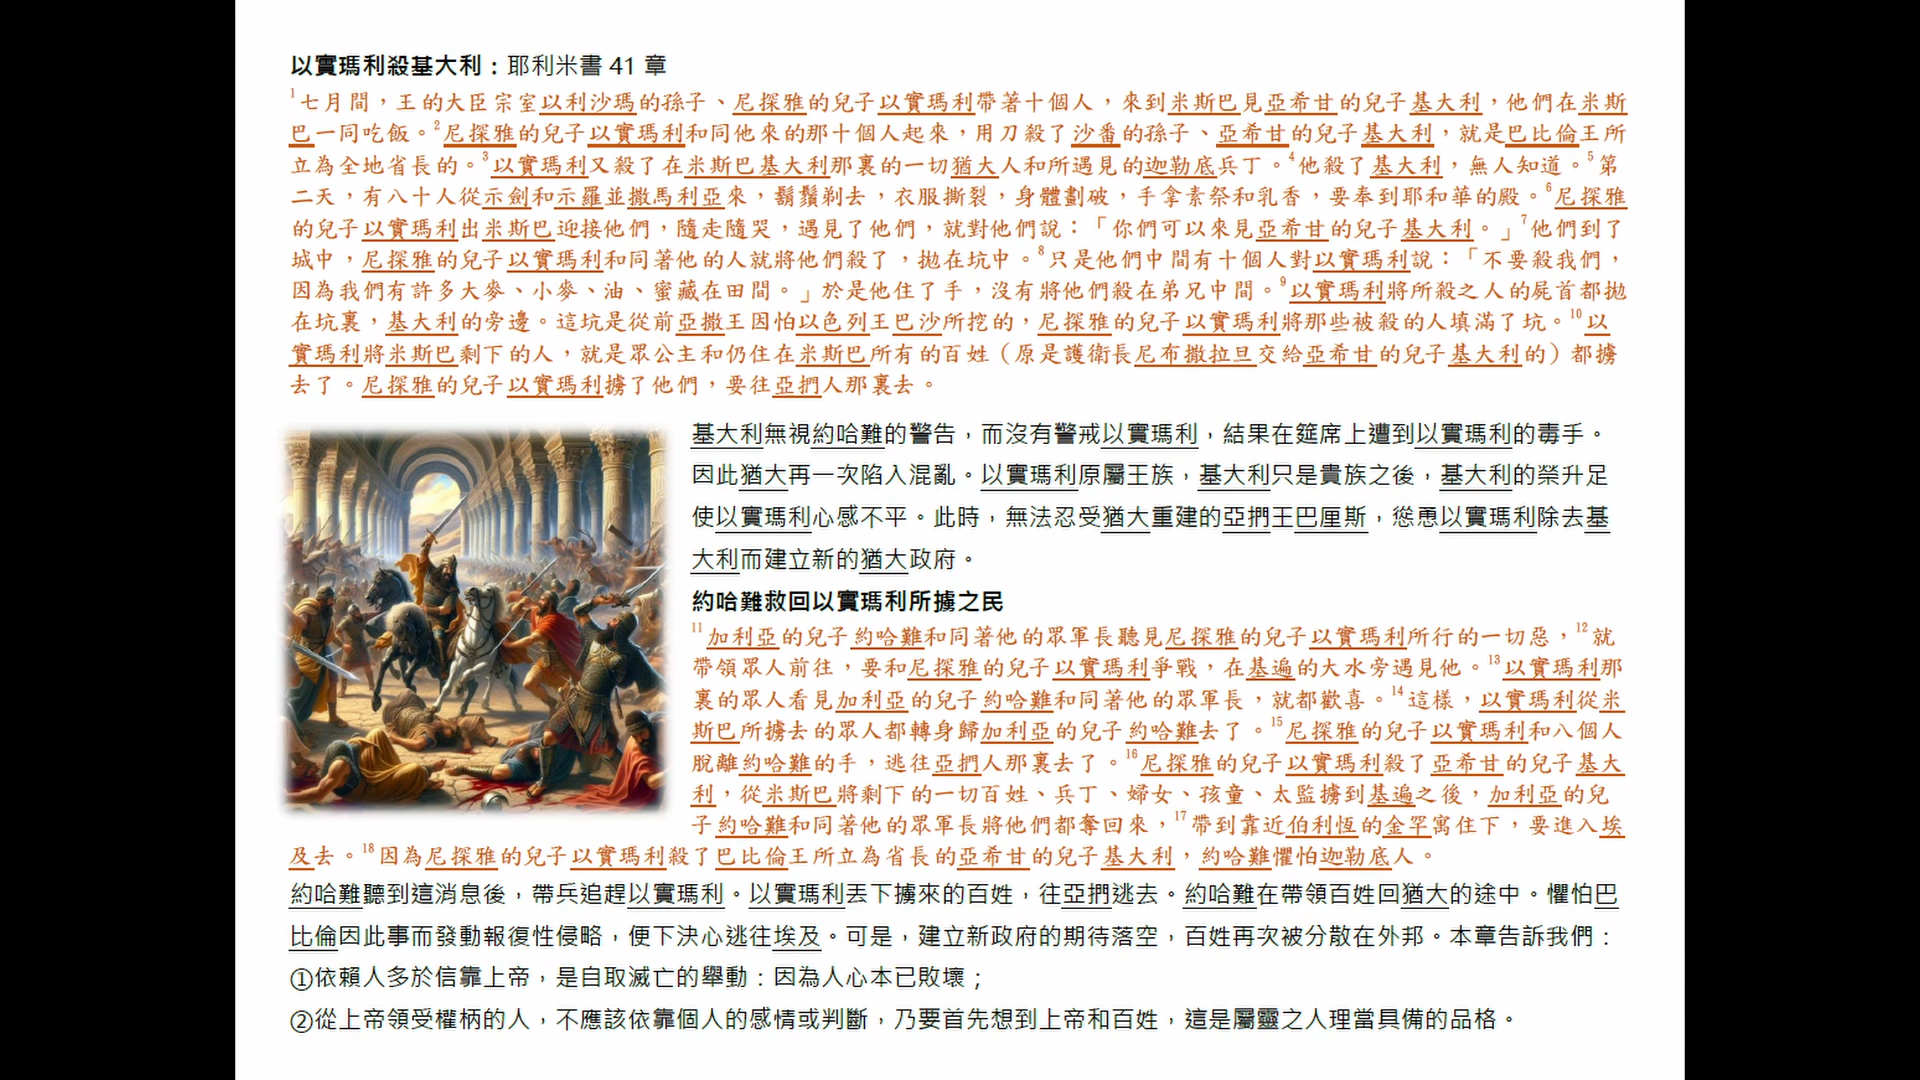 以實瑪利殺基大利：耶利米書 41 章
1七月間，王的大臣宗室以利沙瑪的孫子、尼探雅的兒子以實瑪利帶著十個人，來到米斯巴見亞希甘的兒子基大利，他們在米斯
巴一同吃飯。2尼探雅的兒子以實瑪利和同他來的那十個人起來，用刀殺了沙番的孫子、亞希甘的兒子基大利，就是巴比倫王所
立為全地省長的。3以實瑪利又殺了在米斯巴基大利那裏的一切猶大人和所遇見的迦勒底兵丁。4他殺了基大利，無人知道。5第
二天，有八十人從示劍和示羅並撒馬利亞來，鬍鬚剃去，衣服撕裂，身體劃破，手拿素祭和乳香，要奉到耶和華的殿。6尼探雅
的兒子以實瑪利出米斯巴迎接他們，隨走隨哭，遇見了他們，就對他們說：「你們可以來見亞希甘的兒子基大利。」7他們到了
城中，尼探雅的兒子以實瑪利和同著他的人就將他們殺了，拋在坑中。8只是他們中間有十個人對以實瑪利說：「不要殺我們，
因為我們有許多大麥、小麥、油、蜜藏在田間。」於是他住了手，沒有將他們殺在弟兄中間。9以實瑪利將所殺之人的屍首都拋
在坑裏，基大利的旁邊。這坑是從前亞撒王因怕以色列王巴沙所挖的，尼探雅的兒子以實瑪利將那些被殺的人填滿了坑。10以
實瑪利將米斯巴剩下的人，就是眾公主和仍住在米斯巴所有的百姓（原是護衛長尼布撒拉旦交給亞希甘的兒子基大利的）都擄
去了。尼探雅的兒子以實瑪利擄了他們，要往亞捫人那裏去。
基大利無視約哈難的警告，而沒有警戒以實瑪利，結果在筵席上遭到以實瑪利的毒手。
因此猶大再一次陷入混亂。以實瑪利原屬王族，基大利只是貴族之後，基大利的榮升足
使以實瑪利心感不平。此時，無法忍受猶大重建的亞捫王巴厘斯，慫恿以實瑪利除去基
大利而建立新的猶大政府。
約哈難救回以實瑪利所擄之民
11加利亞的兒子約哈難和同著他的眾軍長聽見尼探雅的兒子以實瑪利所行的一切惡，12就
帶領眾人前往，要和尼探雅的兒子以實瑪利爭戰，在基遍的大水旁遇見他。13以實瑪利那
裏的眾人看見加利亞的兒子約哈難和同著他的眾軍長，就都歡喜。14這樣，以實瑪利從米
斯巴所擄去的眾人都轉身歸加利亞的兒子約哈難去了。15尼探雅的兒子以實瑪利和八個人
脫離約哈難的手，逃往亞捫人那裏去了。16尼探雅的兒子以實瑪利殺了亞希甘的兒子基大
利，從米斯巴將剩下的一切百姓、兵丁、婦女、孩童、太監擄到基遍之後，加利亞的兒
子約哈難和同著他的眾軍長將他們都奪回來，17帶到靠近伯利恆的金罕寓住下，要進入埃
及去。18因為尼探雅的兒子以實瑪利殺了巴比倫王所立為省長的亞希甘的兒子基大利，約哈難懼怕迦勒底人。
約哈難聽到這消息後，帶兵追趕以實瑪利。以實瑪利丟下擄來的百姓，往亞捫逃去。約哈難在帶領百姓回猶大的途中。懼怕巴
比倫因此事而發動報復性侵略，便下決心逃往埃及。可是，建立新政府的期待落空，百姓再次被分散在外邦。本章告訴我們：
①依賴人多於信靠上帝，是自取滅亡的舉動：因為人心本已敗壞；
②從上帝領受權柄的人，不應該依靠個人的感情或判斷，乃要首先想到上帝和百姓，這是屬靈之人理當具備的品格。